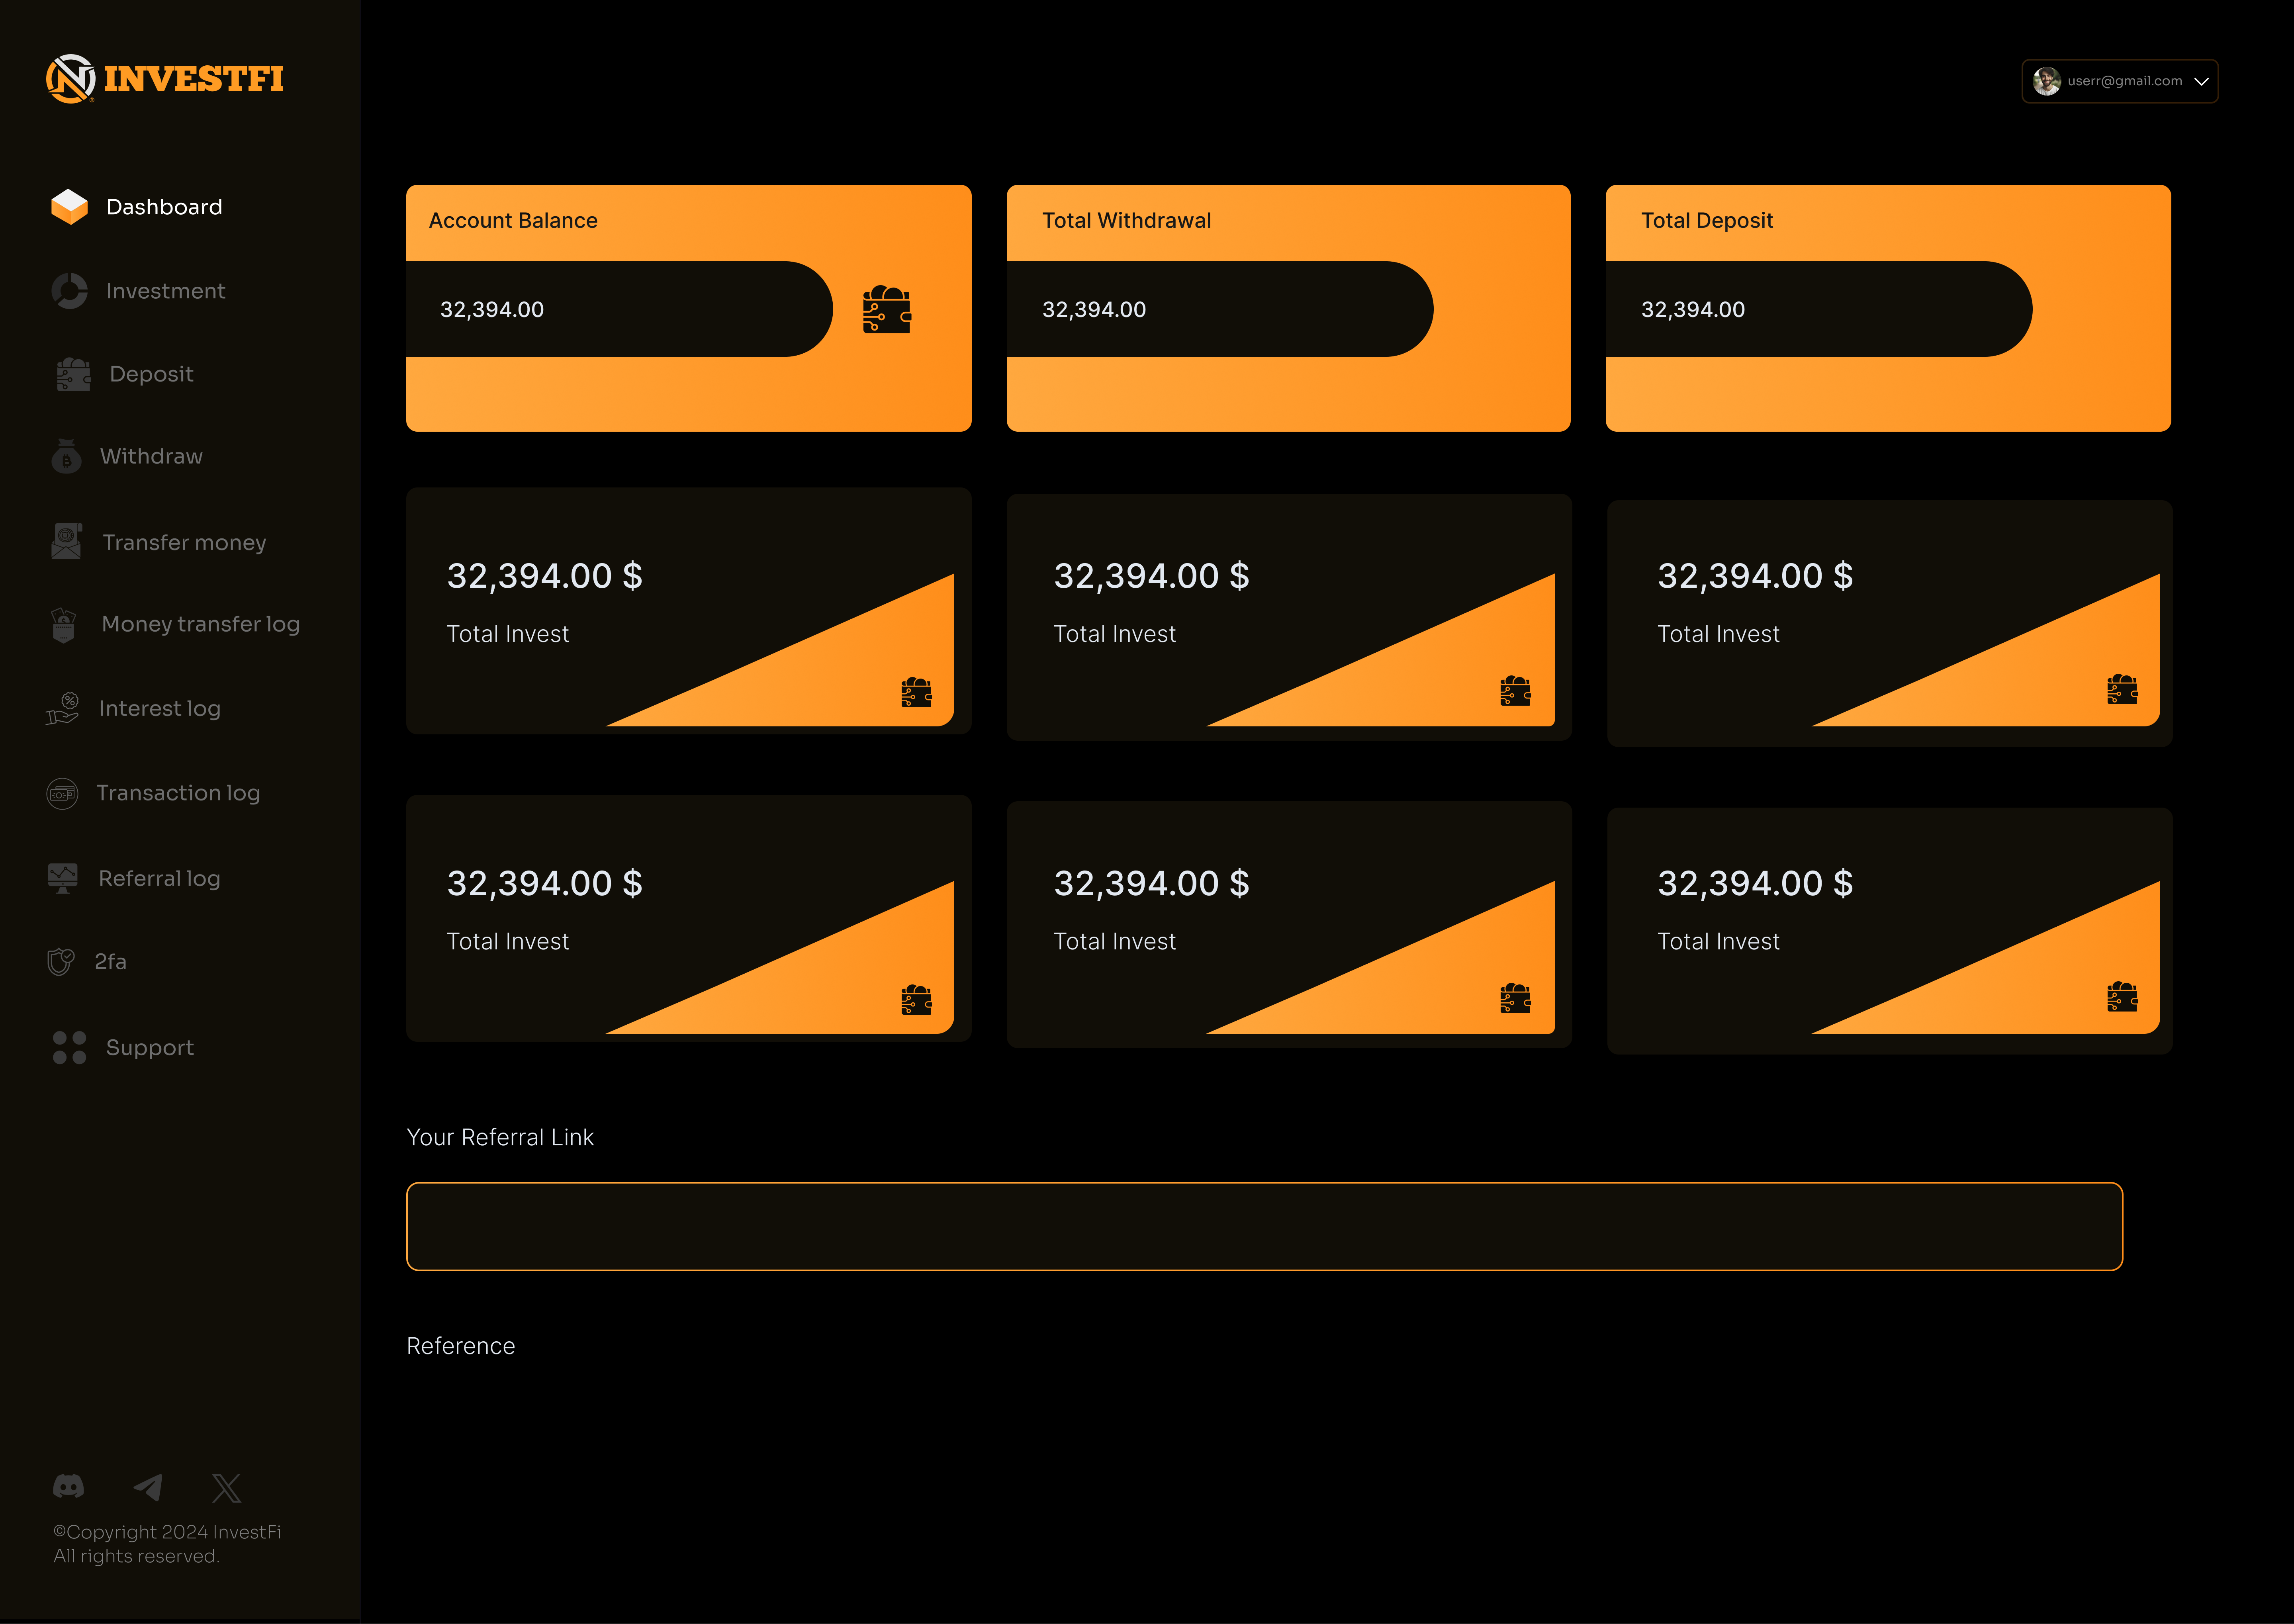 INVESTFI
userr@gmail.com
Dashboard
Investment
Deposit
Withdraw
Transfer money
Money transfer log
Interest log
Transaction log
Referral log
2fa
Support
©Copyright 2024 InvestFi
All rights reserved.
Account Balance
32,394.00
Total Withdrawal
32,394.00
Total Deposit
32,394.00
32,394.00 $
Total Invest
32,394.00 $
Total Invest
32,394.00 $
Total Invest
32,394.00 $
Total Invest
32,394.00 $
Total Invest
32,394.00 $
Total Invest
Your Referral Link
Reference